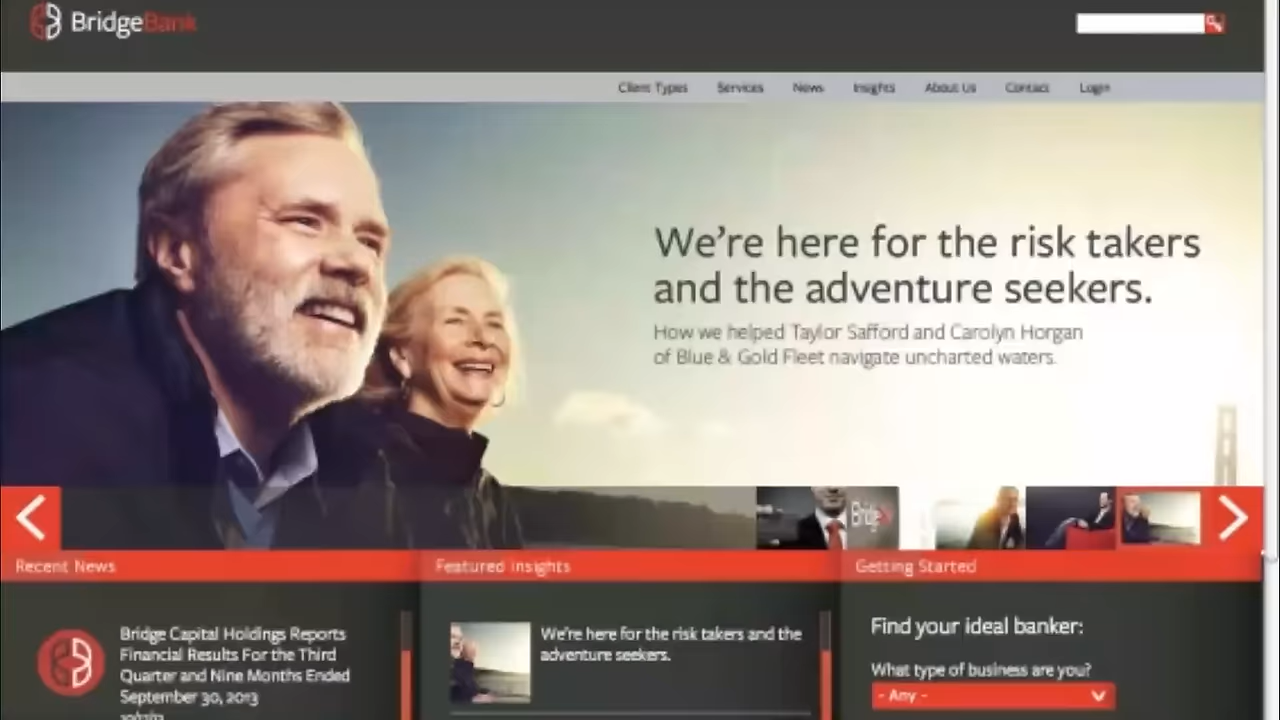 BridgeBank
Client Types Services News Insights About Us Contact Login
We're here for the risk takers
and the adventure seekers.
How we helped Taylor Safford and Carolyn Horgan
of Blue & Gold Fleet navigate uncharted waters.
Recent News
Featured Insights
Getting Started
Bridge Capital Holdings Reports
Financial Results For the Third
Quarter and Nine Months Ended
September 30, 2013
We're here for the risk takers and the
adventure seekers.
Find your ideal banker:
What type of business are you?
- Any -